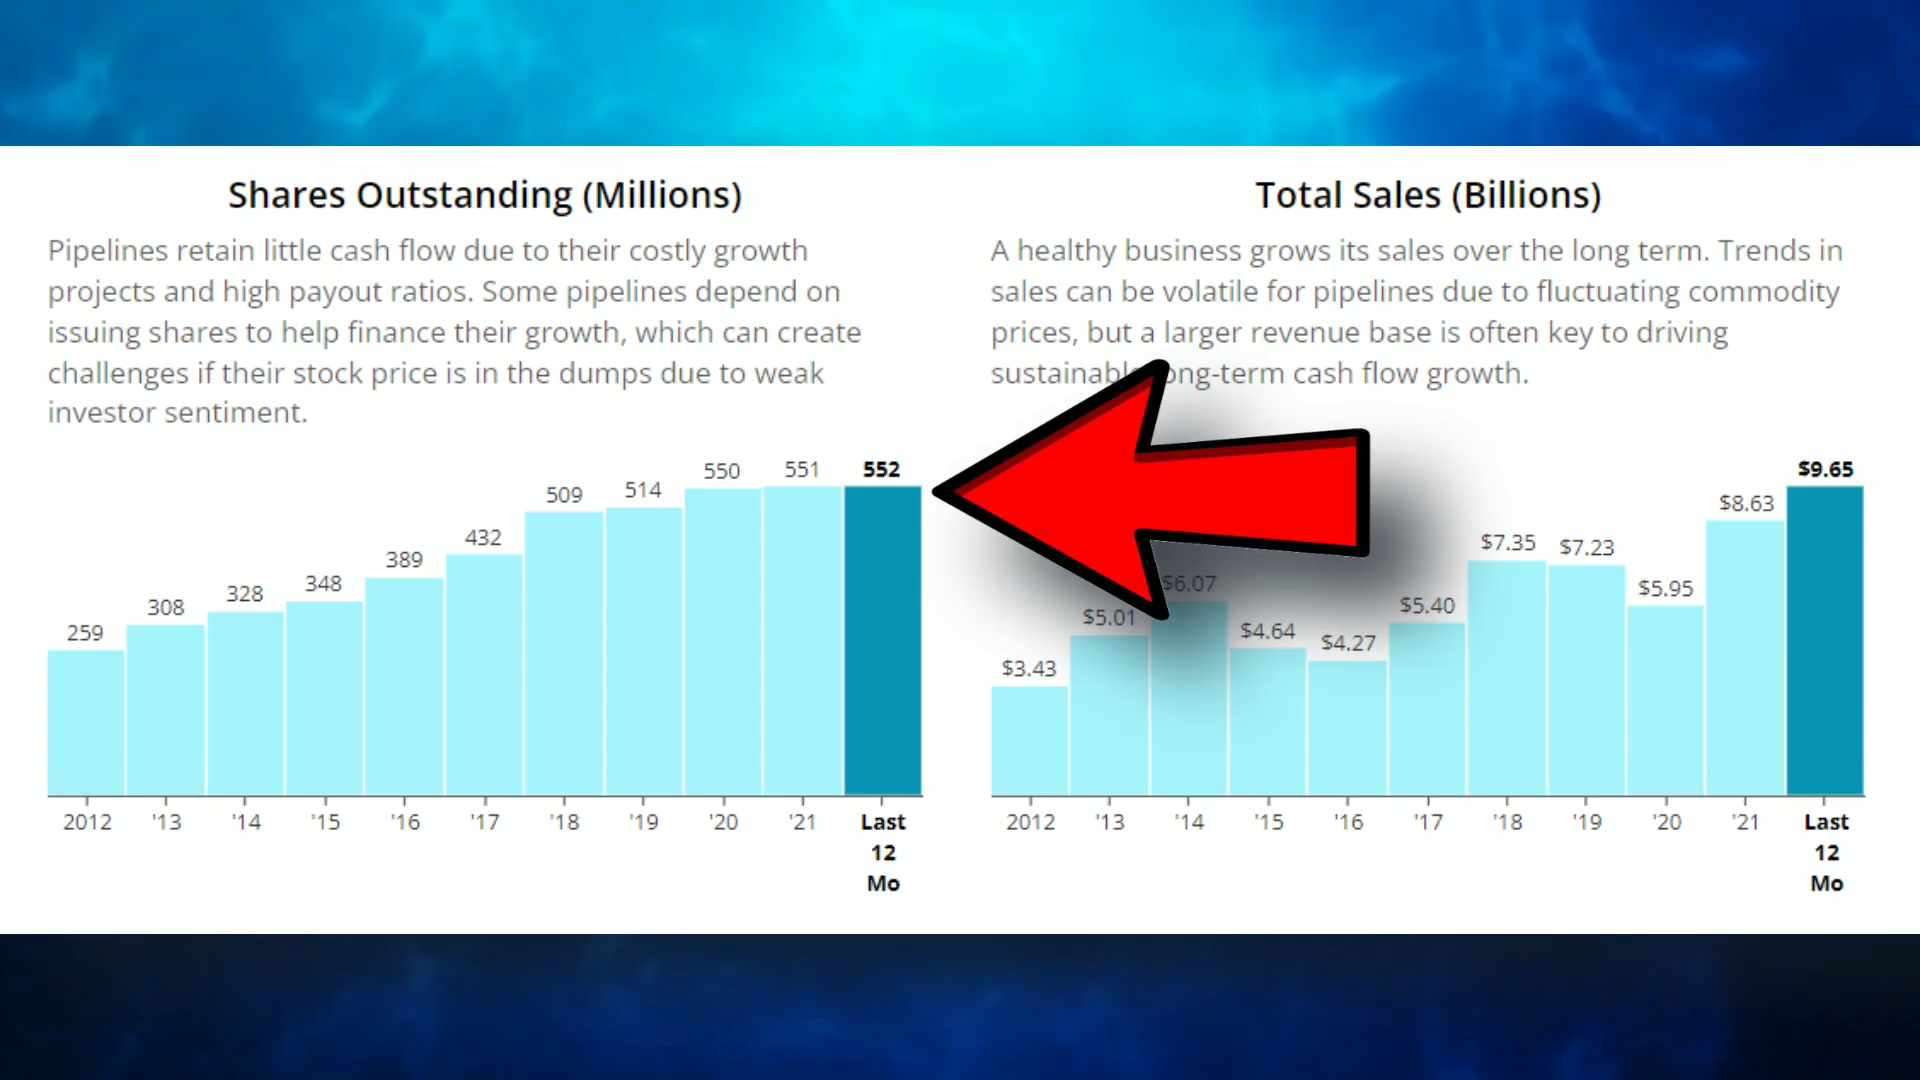 Shares Outstanding (Millions)
Pipelines retain little cash flow due to their costly growth
projects and high payout ratios. Some pipelines depend on
issuing shares to help finance their growth, which can create
challenges if their stock price is in the dumps due to weak
investor sentiment.
259
308
328
348
389
432
509
514
550
551
552
2012
'13
'14
'15
'16
'17
'18
'19
'20
'21
Last
12
Mo
Total Sales (Billions)
A healthy business grows its sales over the long term. Trends in
sales can be volatile for pipelines due to fluctuating commodity
prices, but a larger revenue base is often key to driving
sustainable long-term cash flow growth.
$3.43
$5.01
$6.07
$4.64
$4.27
$5.40
$7.35
$7.23
$5.95
$8.63
$9.65
2012
'13
'14
'15
'16
'17
'18
'19
'20
'21
Last
12
Mo